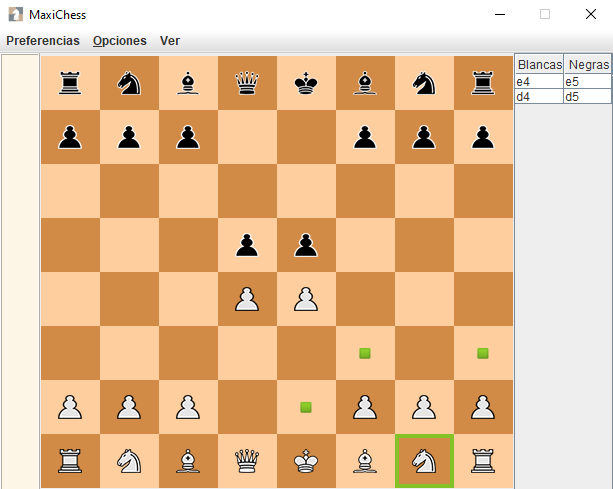 MaxiChess
Preferencias Opciones Ver
Blancas Negras
e4 e5
d4 d5